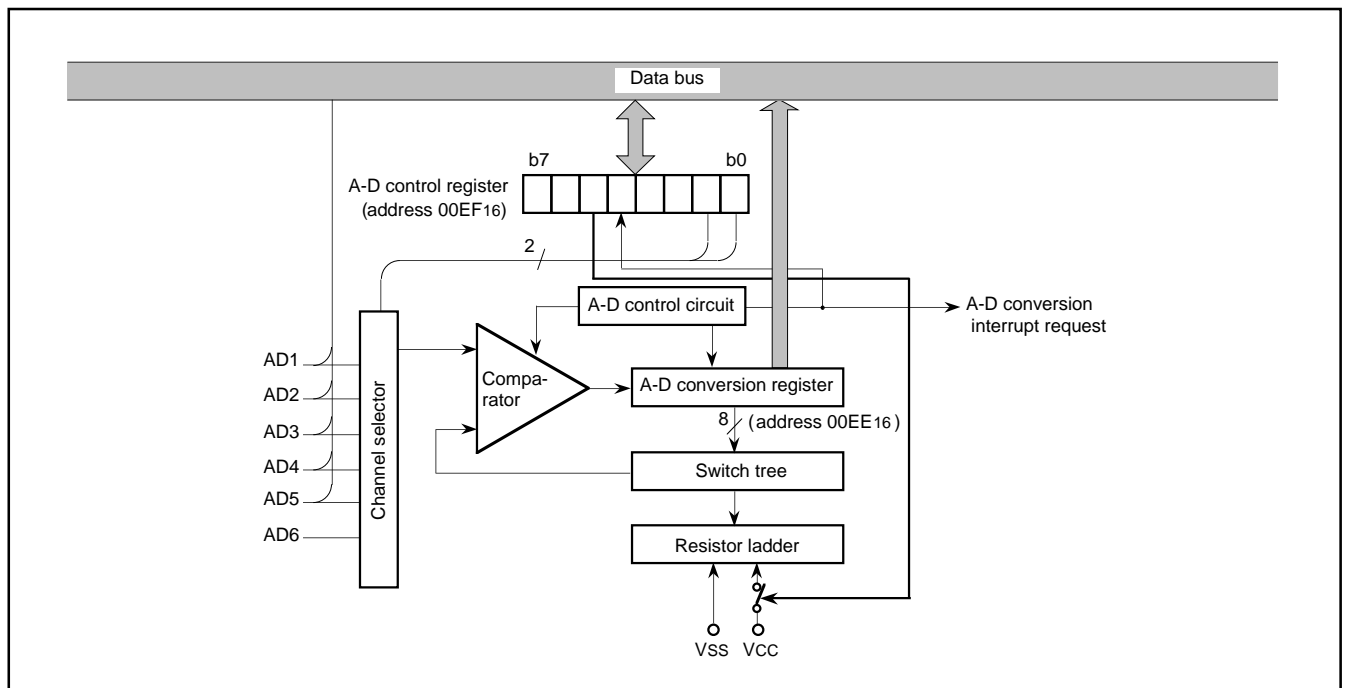 Data bus
b7
b0
A-D control register
(address 00EF16)
2
A-D control circuit
A-D conversion
interrupt request
Channel selector
AD1
AD2
AD3
AD4
AD5
AD6
Compa-
rator
A-D conversion register
8
(address 00EE16)
Switch tree
Resistor ladder
VSS
VCC